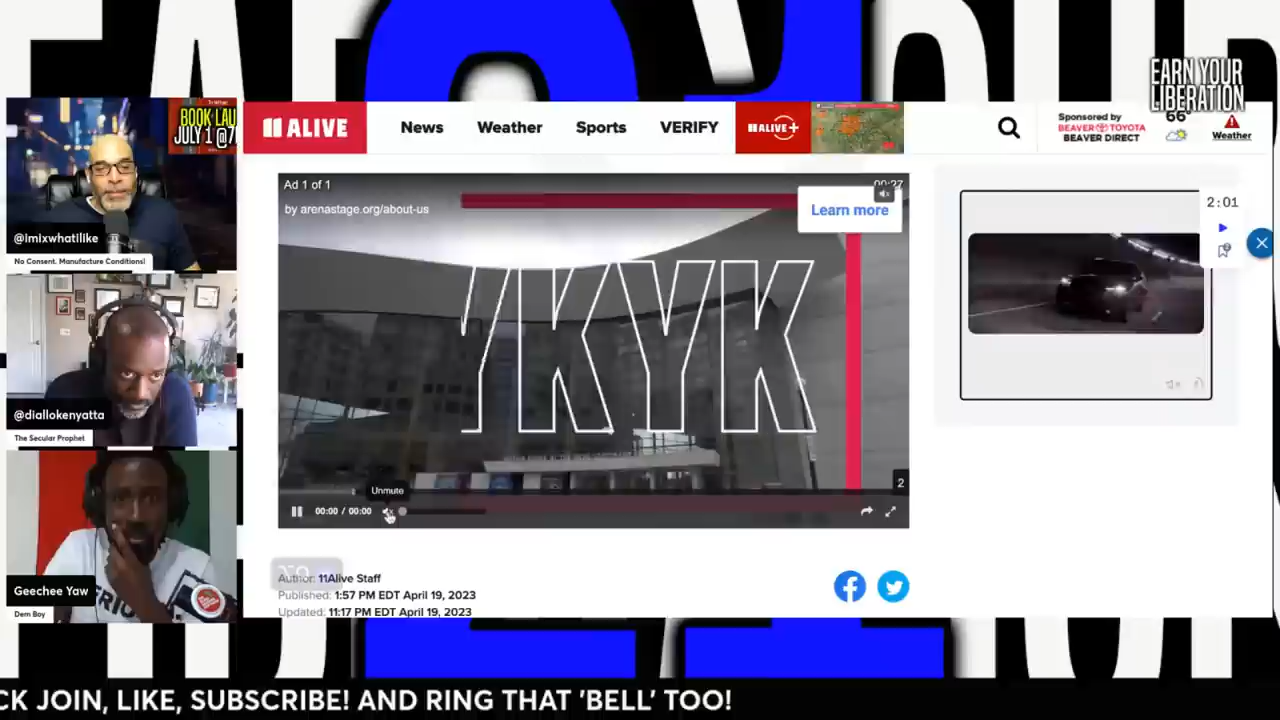 EARN YOUR
LIBERATION
BOOK LAU
JULY 1 @7
@imixwhatilike
No Consent. Manufacture Conditions!
@diallokenyatta
The Secular Prophet
Geechee Yaw
Dem Boy
11 ALIVE
News
Weather
Sports
VERIFY
11ALIVE+
Sponsored by
BEAVER TOYOTA
BEAVER DIRECT
66°
Weather
Ad 1 of 1
00:27
by arenastage.org/about-us
Learn more
YKYK
2
Unmute
00:00 / 00:00
2:01
Author: 11Alive Staff
Published: 1:57 PM EDT April 19, 2023
Updated: 11:17 PM EDT April 19, 2023
CK JOIN, LIKE, SUBSCRIBE! AND RING THAT 'BELL' TOO!